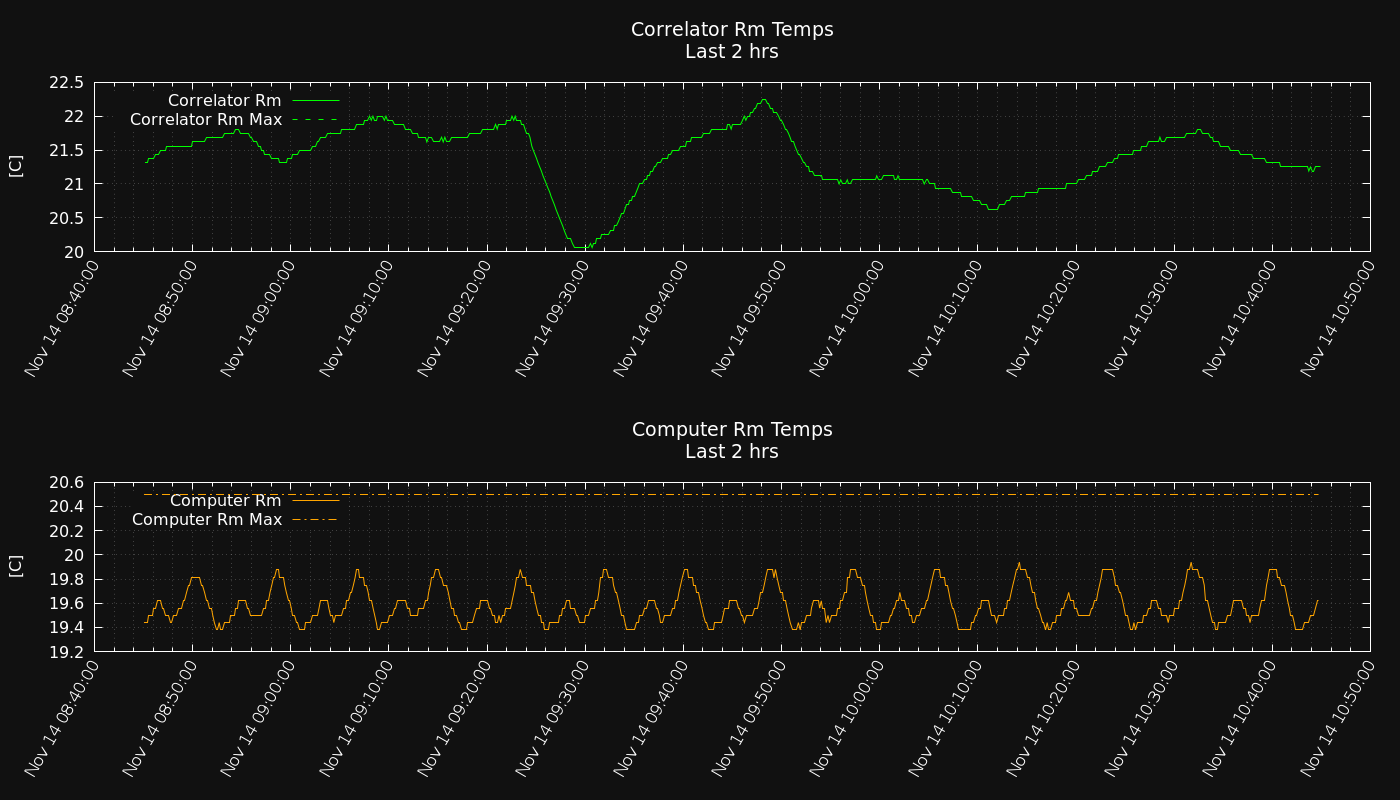 Correlator Rm Temps
Last 2 hrs
22.5
22
21.5
21
20.5
20
[C]
Correlator Rm
Correlator Rm Max
Nov 14 08:40:00
Nov 14 08:50:00
Nov 14 09:00:00
Nov 14 09:10:00
Nov 14 09:20:00
Nov 14 09:30:00
Nov 14 09:40:00
Nov 14 09:50:00
Nov 14 10:00:00
Nov 14 10:10:00
Nov 14 10:20:00
Nov 14 10:30:00
Nov 14 10:40:00
Nov 14 10:50:00
Computer Rm Temps
Last 2 hrs
20.6
20.4
20.2
20
19.8
19.6
19.4
19.2
[C]
Computer Rm
Computer Rm Max
Nov 14 08:40:00
Nov 14 08:50:00
Nov 14 09:00:00
Nov 14 09:10:00
Nov 14 09:20:00
Nov 14 09:30:00
Nov 14 09:40:00
Nov 14 09:50:00
Nov 14 10:00:00
Nov 14 10:10:00
Nov 14 10:20:00
Nov 14 10:30:00
Nov 14 10:40:00
Nov 14 10:50:00